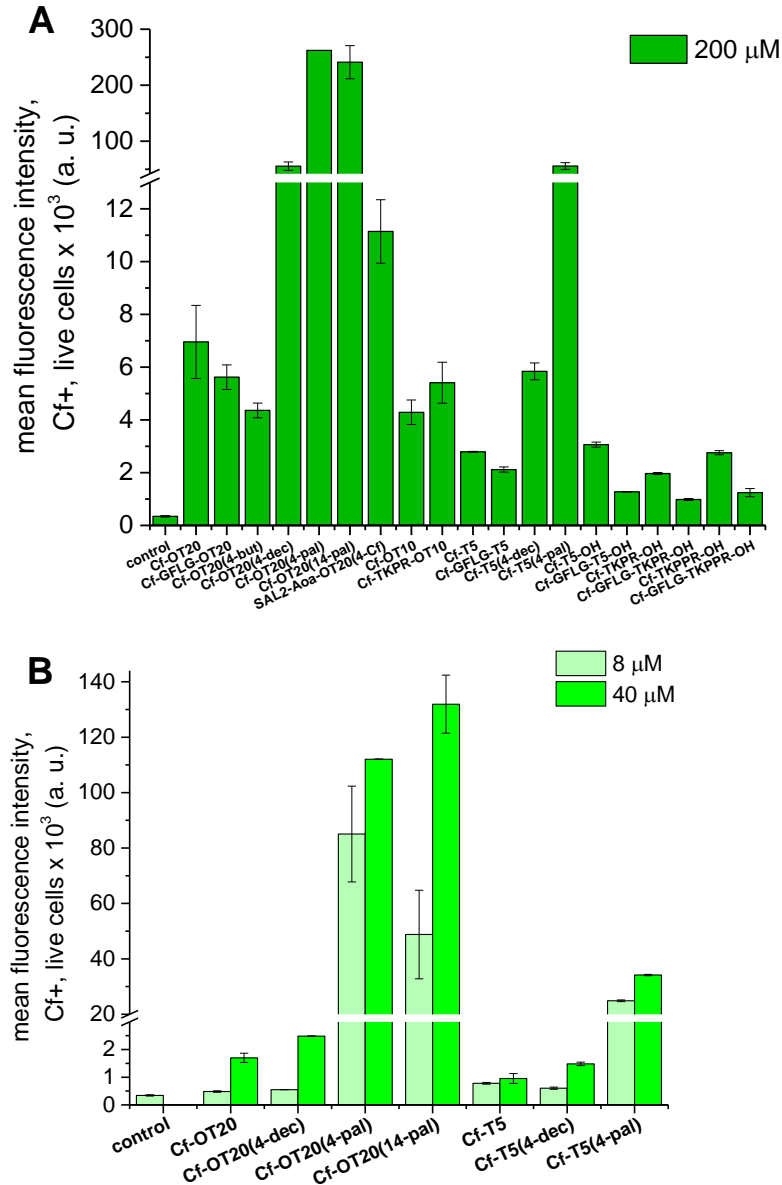 A
mean fluorescence intensity,
Cf+, live cells x 10³ (a. u.)
300
200
100
12
10
8
6
4
2
0
200 μM
control
Cf-OT20
Cf-GFLG-OT20
Cf-OT20(4-but)
Cf-OT20(4-dec)
Cf-OT20(4-pal)
Cf-OT20(14-pal)
SAL2-Aoa-OT20(4-Cf)
Cf-OT10
Cf-TKPR-OT10
Cf-T5
Cf-GFLG-T5
Cf-T5(4-dec)
Cf-T5(4-pal)
Cf-T5-OH
Cf-GFLG-T5-OH
Cf-TKPR-OH
Cf-GFLG-TKPR-OH
Cf-TKPPR-OH
Cf-GFLG-TKPPR-OH
B
mean fluorescence intensity,
Cf+, live cells x 10³ (a. u.)
140
120
100
80
60
40
20
2
1
0
8 μM
40 μM
control
Cf-OT20
Cf-OT20(4-dec)
Cf-OT20(4-pal)
Cf-OT20(14-pal)
Cf-T5
Cf-T5(4-dec)
Cf-T5(4-pal)